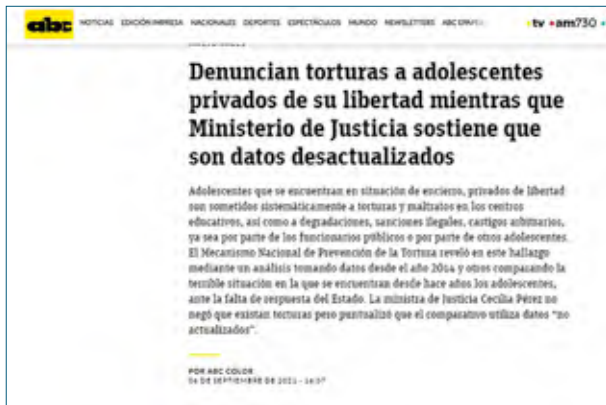 abc NOTICIAS EDICIÓN IMPRESA NACIONALES DEPORTES ESPECTÁCULOS MUNDO NEWSLETTERS tv am730
Denuncian torturas a adolescentes
privados de su libertad mientras que
Ministerio de Justicia sostiene que
son datos desactualizados
Adolescentes que se encuentran en situación de encierro, privados de libertad
son sometidos sistemáticamente a torturas y maltratos en los centros
educativos, así como a degradaciones, sanciones ilegales, castigos arbitrarios,
ya sea por parte de los funcionarios públicos o por parte de otros adolescentes.
El Mecanismo Nacional de Prevención de la Tortura reveló en este hallazgo
mediante un análisis tomando datos desde el año 2014 y otros comparando la
terrible situación en la que se encuentran desde hace años los adolescentes,
ante la falta de respuesta del Estado. La ministra de Justicia Cecilia Pérez no
negó que existan torturas pero puntualizó que el comparativo utiliza datos "no
actualizados".
POR ABC COLOR
DE SEPTIEMBRE DE 2021 -